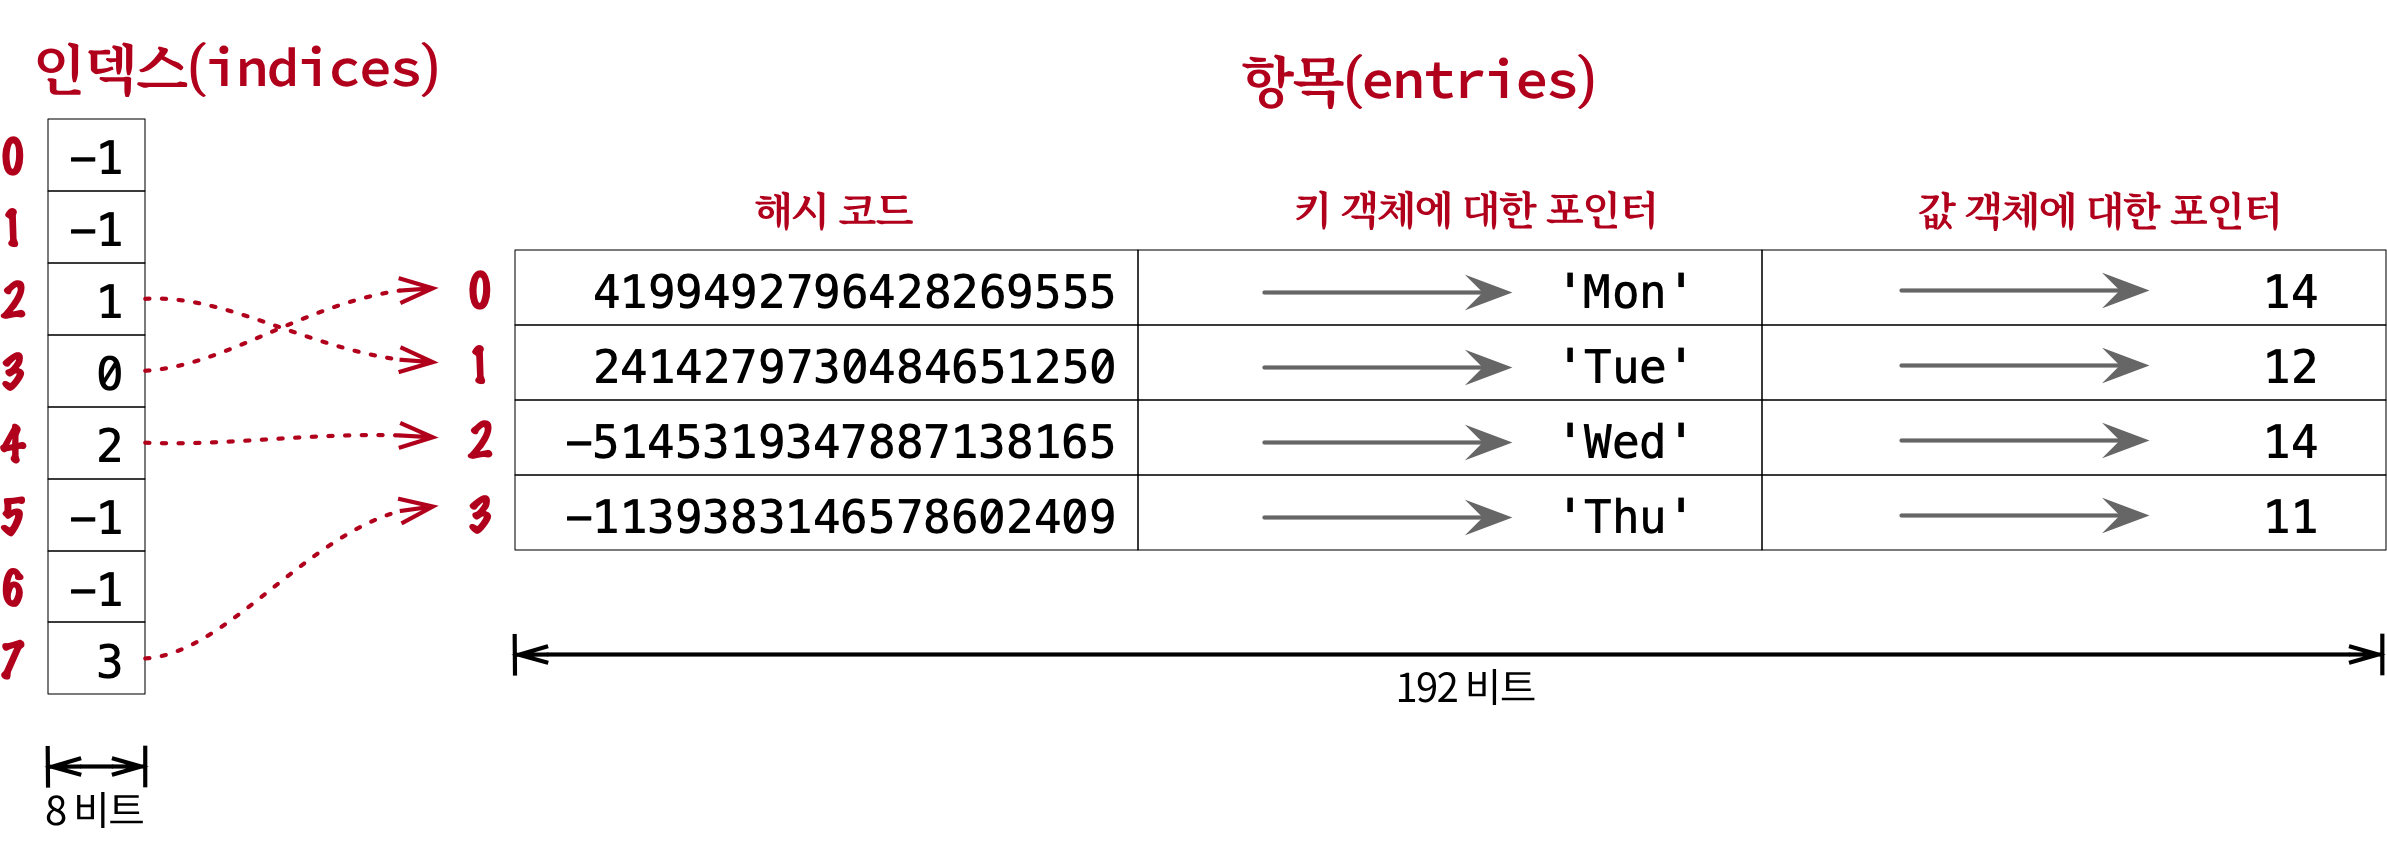 인덱스(indices)
항목(entries)
0 -1
1 -1
2 1
3 0
4 2
5 -1
6 -1
7 3
8 비트
해시 코드 키 객체에 대한 포인터 값 객체에 대한 포인터
0 4199492796428269555 'Mon' 14
1 2414279730484651250 'Tue' 12
2 -5145319347887138165 'Wed' 14
3 -1139383146578602409 'Thu' 11
192 비트